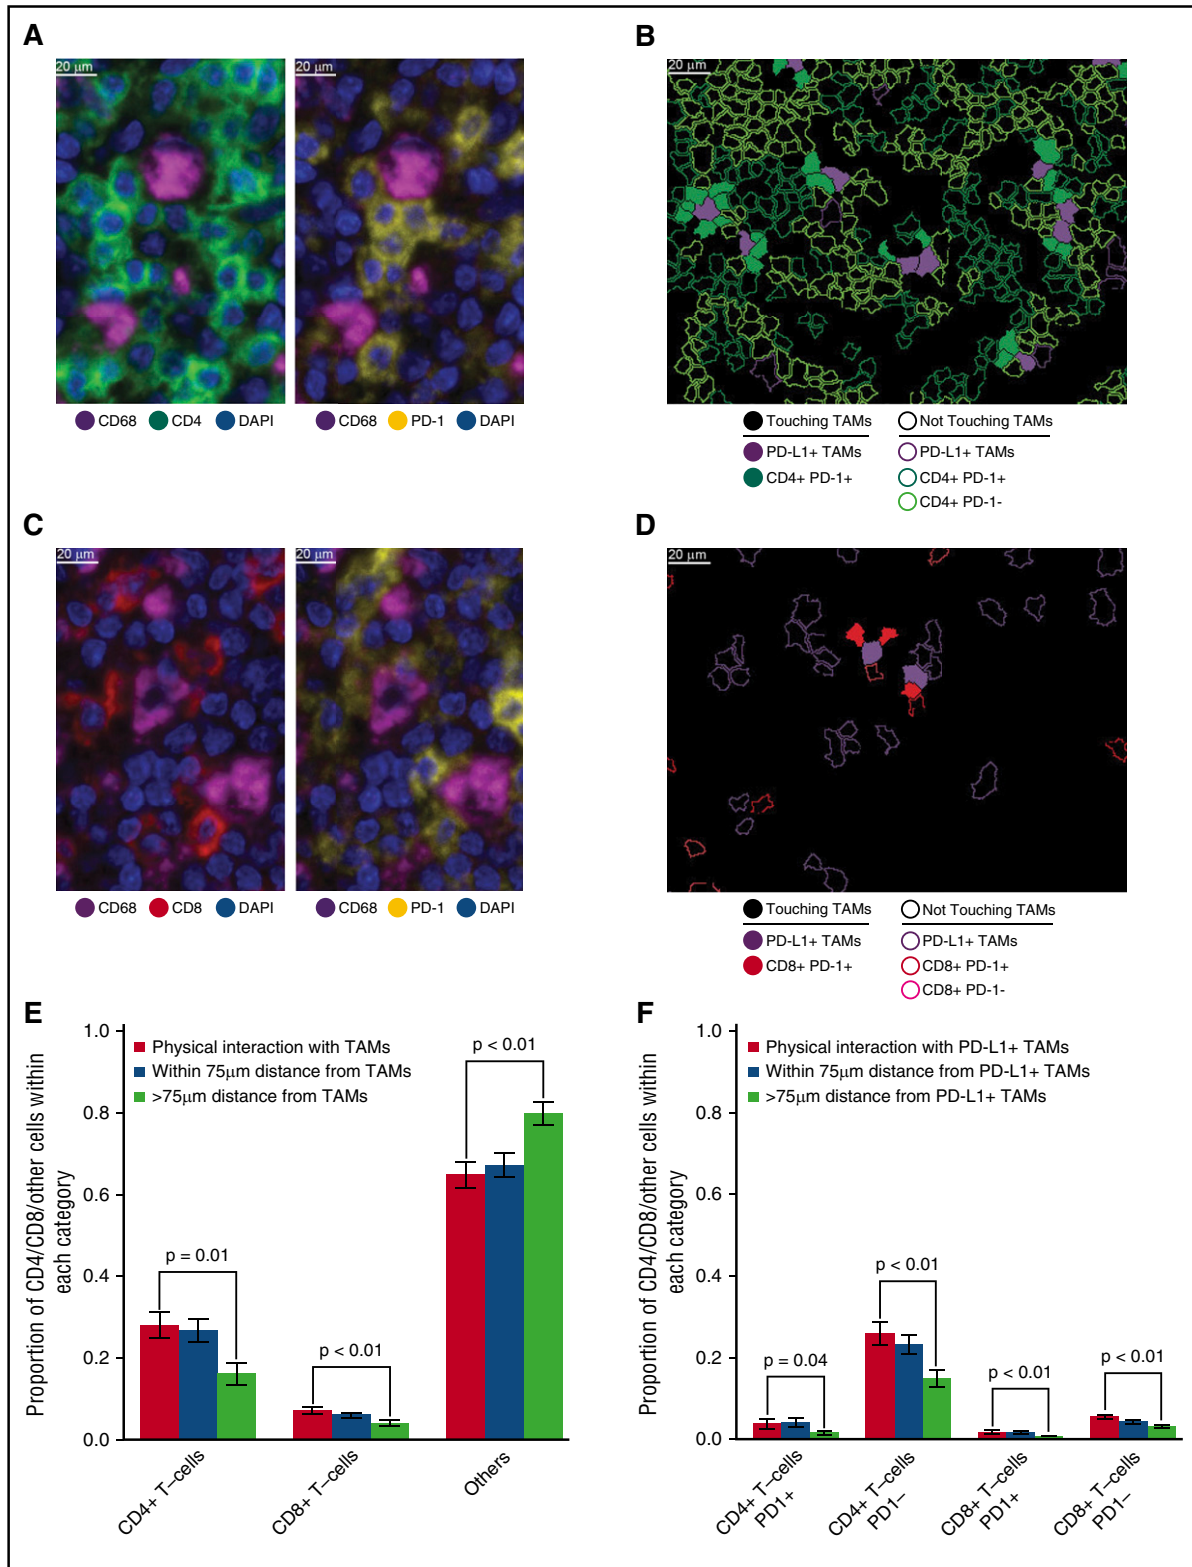 A
20 μm
20 μm
CD68 CD4 DAPI
CD68 PD-1 DAPI
B
20 μm
Touching TAMs
PD-L1+ TAMs
CD4+ PD-1+
Not Touching TAMs
PD-L1+ TAMs
CD4+ PD-1+
CD4+ PD-1-
C
20 μm
20 μm
CD68 CD8 DAPI
CD68 PD-1 DAPI
D
20 μm
Touching TAMs
PD-L1+ TAMs
CD8+ PD-1+
Not Touching TAMs
PD-L1+ TAMs
CD8+ PD-1+
CD8+ PD-1-
E
Proportion of CD4/CD8/other cells within
each category
1.0
0.8
0.6
0.4
0.2
0.0
Physical interaction with TAMs
Within 75μm distance from TAMs
>75μm distance from TAMs
p = 0.01
p < 0.01
p < 0.01
CD4+ T–cells
CD8+ T–cells
Others
F
Proportion of CD4/CD8/other cells within
each category
1.0
0.8
0.6
0.4
0.2
0.0
Physical interaction with PD-L1+ TAMs
Within 75μm distance from PD-L1+ TAMs
>75μm distance from PD-L1+ TAMs
p = 0.04
p < 0.01
p < 0.01
p < 0.01
CD4+ T–cells
PD1+
CD4+ T–cells
PD1–
CD8+ T–cells
PD1+
CD8+ T–cells
PD1–